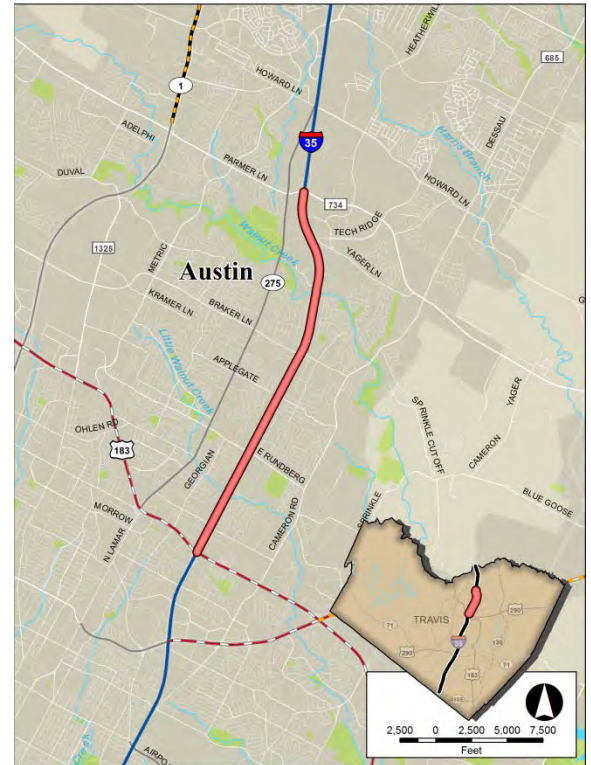 HEATHERWIL
685
1
HOWARD LN
DESSAU
ADELPHI
35
Harris Branch
PARMER LN
DUVAL
HOWARD LN
734
TECH RIDGE
Walnut Creek
1325
METRIC
YAGER LN
Austin
275
KRAMER LN
BRAKER LN
Little Walnut Creek
APPLEGATE
YAGER
SPRINKLE CUT OFF
OHLEN RD
183
CAMERON
GEORGIAN
E RUNDBERG
BLUE GOOSE
MORROW
CAMERON RD
SPRINKLE
N LAMAR
TRAVIS
290
71
130
290
71
183
Creek
AIRPO
2,500 0 2,500 5,000 7,500
Feet